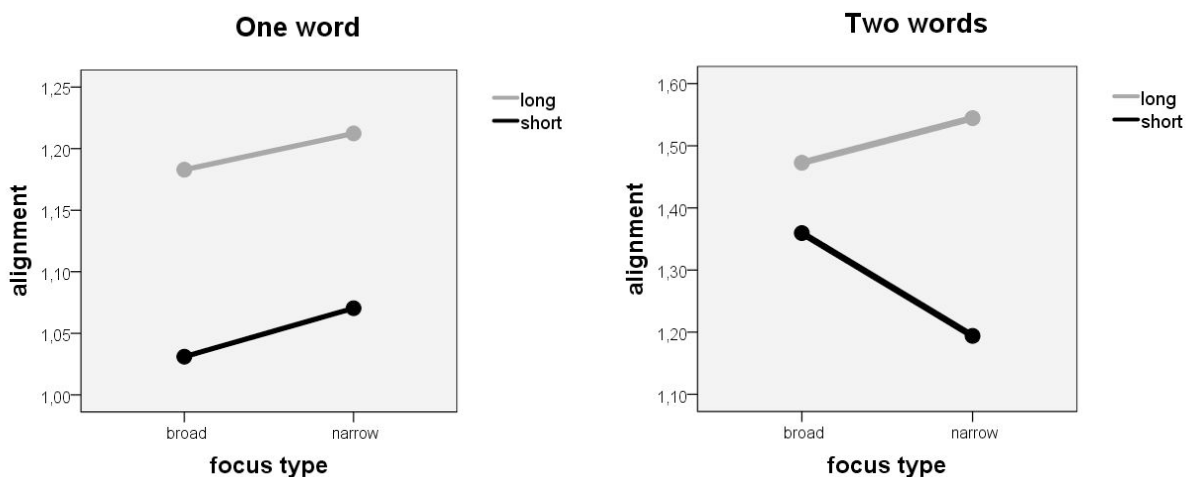 One word
1,25
1,20
1,15
1,10
1,05
1,00
alignment
broad
narrow
focus type
long
short
Two words
1,60
1,50
1,40
1,30
1,20
1,10
alignment
broad
narrow
focus type
long
short